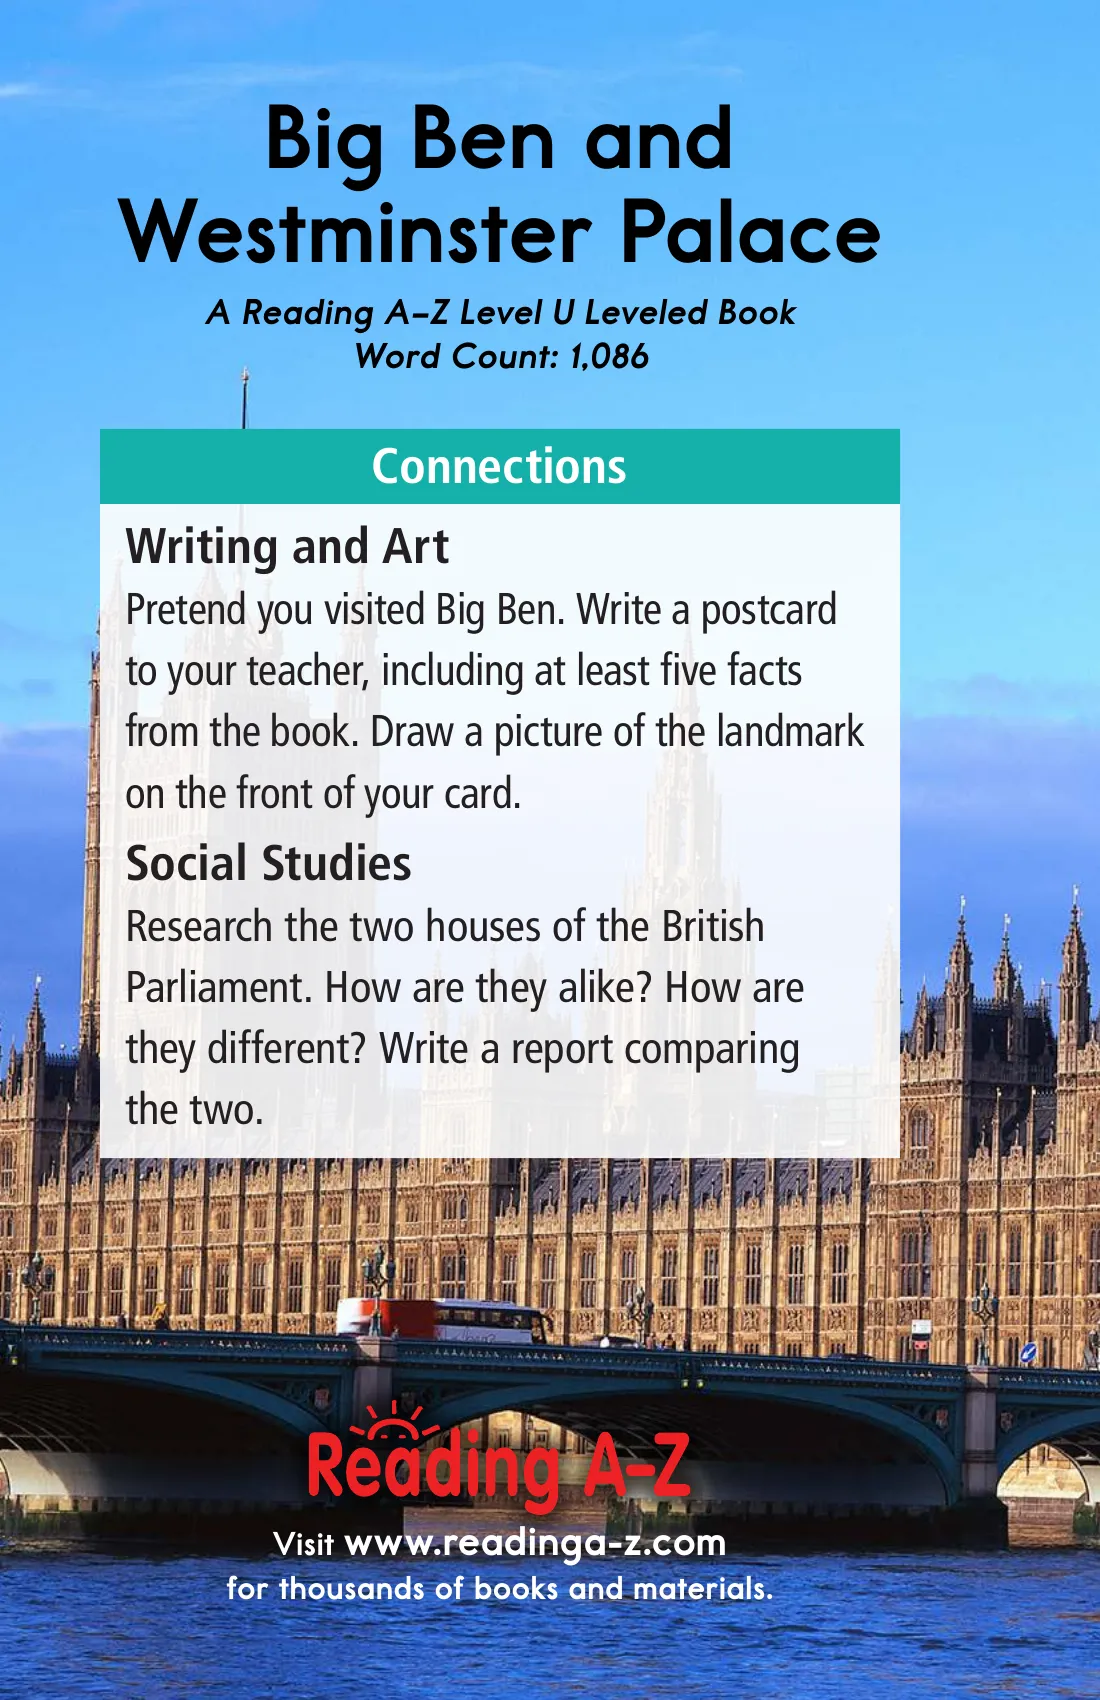 Big Ben and
Westminster Palace
A Reading A–Z Level U Leveled Book
Word Count: 1,086
Connections
Writing and Art
Pretend you visited Big Ben. Write a postcard
to your teacher, including at least five facts
from the book. Draw a picture of the landmark
on the front of your card.
Social Studies
Research the two houses of the British
Parliament. How are they alike? How are
they different? Write a report comparing
the two.
Reading A-Z
Visit www.readinga-z.com
for thousands of books and materials.